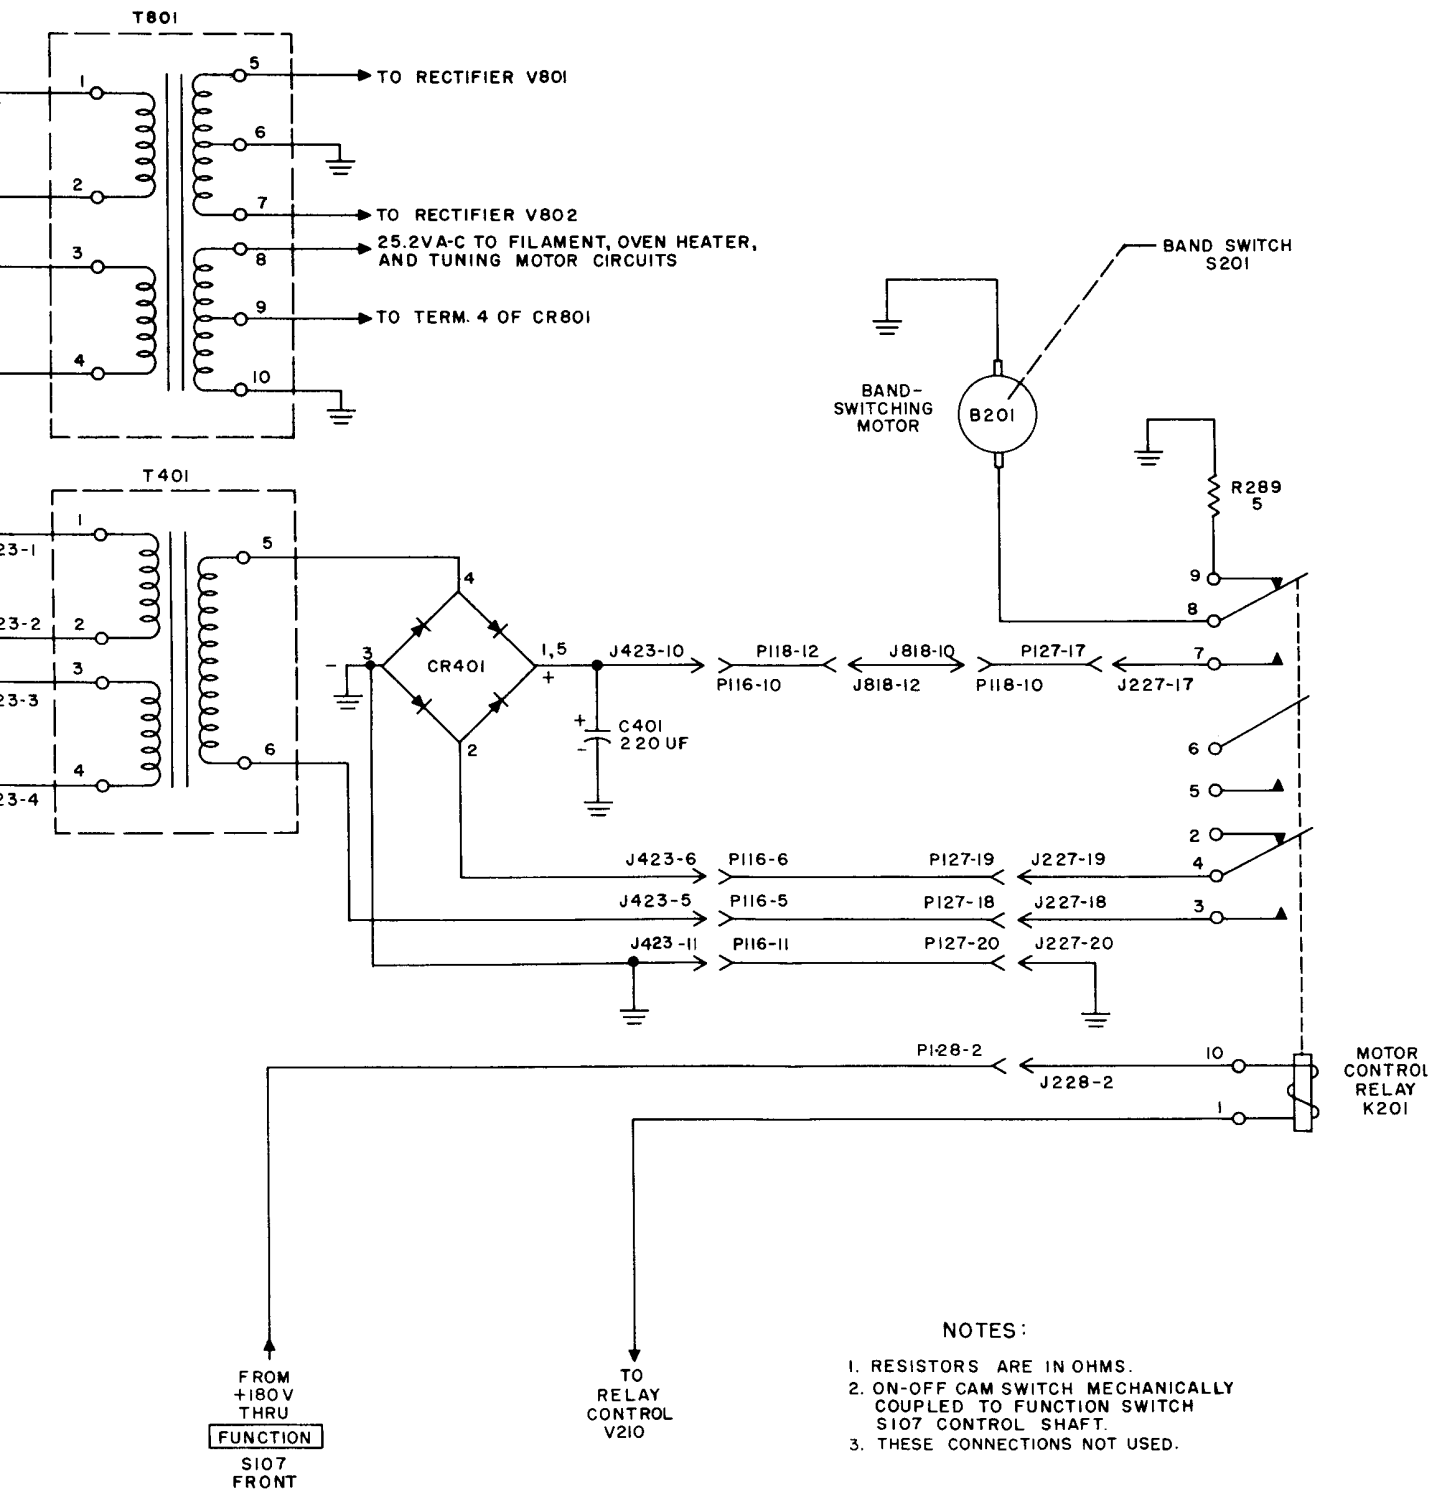 T801
1
2
3
4
5
6
7
8
9
10
TO RECTIFIER V801
TO RECTIFIER V802
25.2V A-C TO FILAMENT, OVEN HEATER,
AND TUNING MOTOR CIRCUITS
TO TERM. 4 OF CR801
BAND SWITCH
S201
BAND-
SWITCHING
MOTOR
B201
R289
5
T401
1
23-1
23-2 2
3
23-3
4
23-4
5
6
4
3
-
CR401
1,5
+
2
+
-
C401
220 UF
J423-10
P116-10
P118-12
J818-12
J818-10
P118-10
P127-17
J227-17
9
8
7
6
5
2
4
3
J423-6 P116-6 P127-19 J227-19
J423-5 P116-5 P127-18 J227-18
J423-11 P116-11 P127-20 J227-20
P128-2
J228-2
10
1
MOTOR
CONTROL
RELAY
K201
FROM
+180V
THRU
FUNCTION
S107
FRONT
TO
RELAY
CONTROL
V210
NOTES:
1. RESISTORS ARE IN OHMS.
2. ON-OFF CAM SWITCH MECHANICALLY
COUPLED TO FUNCTION SWITCH
S107 CONTROL SHAFT.
3. THESE CONNECTIONS NOT USED.